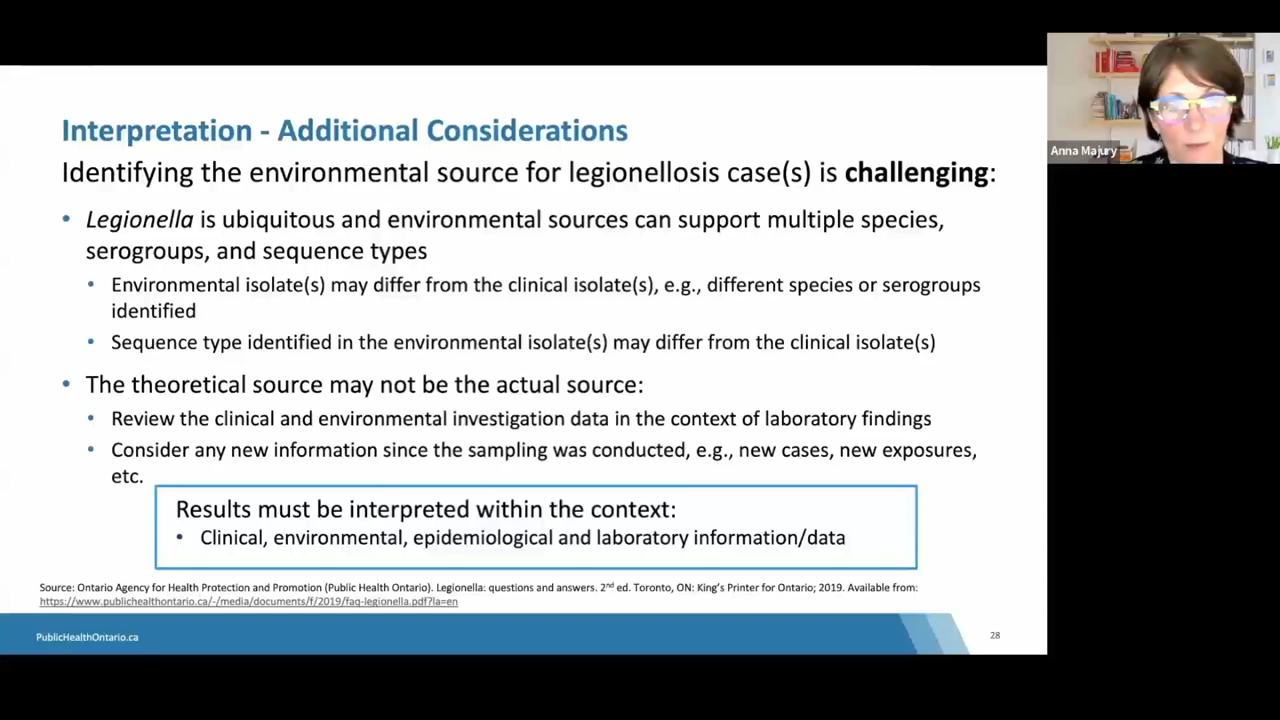 Interpretation - Additional Considerations
Identifying the environmental source for legionellosis case(s) is challenging:
• Legionella is ubiquitous and environmental sources can support multiple species,
serogroups, and sequence types
• Environmental isolate(s) may differ from the clinical isolate(s), e.g., different species or serogroups
identified
• Sequence type identified in the environmental isolate(s) may differ from the clinical isolate(s)
• The theoretical source may not be the actual source:
• Review the clinical and environmental investigation data in the context of laboratory findings
• Consider any new information since the sampling was conducted, e.g., new cases, new exposures,
etc.
Results must be interpreted within the context:
• Clinical, environmental, epidemiological and laboratory information/data
Source: Ontario Agency for Health Protection and Promotion (Public Health Ontario). Legionella: questions and answers. 2nd ed. Toronto, ON: King's Printer for Ontario; 2019. Available from:
https://www.publichealthontario.ca/-/media/documents/f/2019/faq-legionella.pdf?la=en
PublicHealthOntario.ca
28
Anna Majury